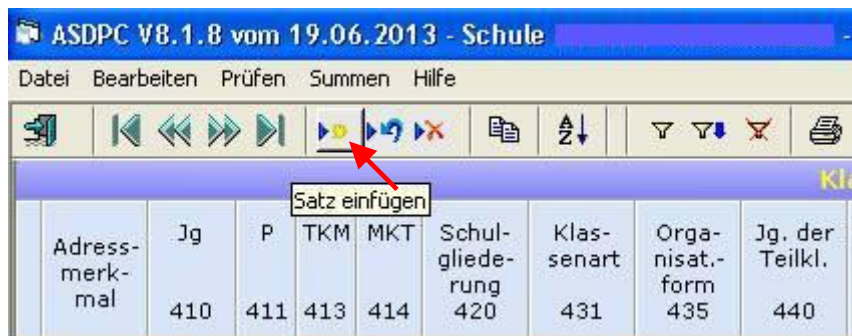 ASDPC V8.1.8 vom 19.06.2013 - Schule -
Datei Bearbeiten Prüfen Summen Hilfe
A
Z
Satz einfügen
Kla
Adress-
merk-
mal
Jg
410
P
411
TKM
413
MKT
414
Schul-
gliede-
rung
420
Klas-
senart
431
Orga-
nisat.-
form
435
Jg. der
Teilkl.
440